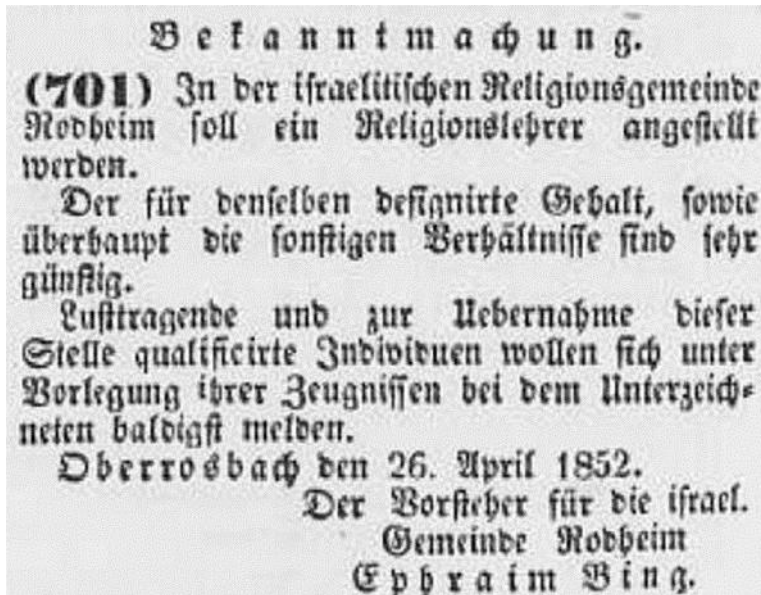 Bekanntmachung.
(701) In der israelitischen Religionsgemeinde
Rodheim soll ein Religionslehrer angestellt
werden.
Der für denselben designirte Gehalt, sowie
überhaupt die sonstigen Verhältnisse sind sehr
günstig.
Lusttragende und zur Uebernahme dieser
Stelle qualificirte Individuen wollen sich unter
Vorlegung ihrer Zeugnissen bei dem Unterzeich-
neten baldigst melden.
Oberrosbach den 26. April 1852.
Der Vorsteher für die israel.
Gemeinde Rodheim
Ephraim Bing.